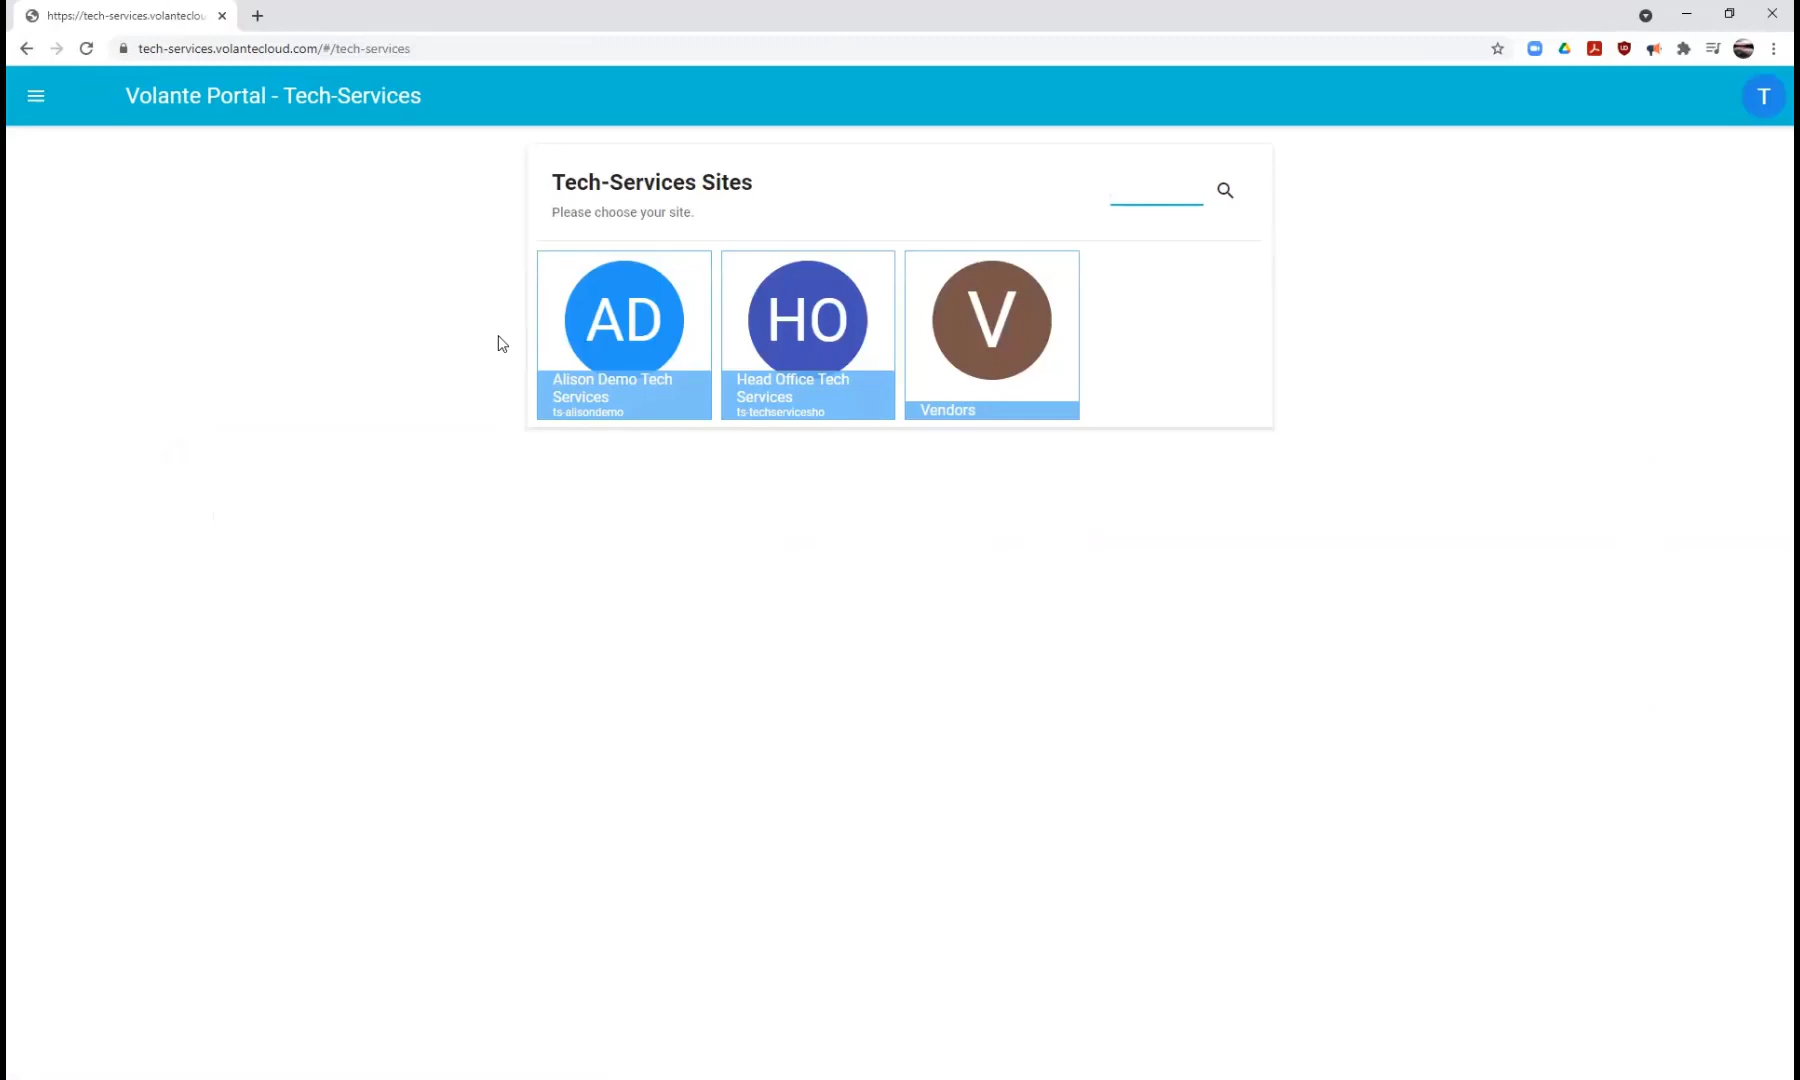 https://tech-services.volanteclou
tech-services.volantecloud.com/#/tech-services
Volante Portal - Tech-Services
T
Tech-Services Sites
Please choose your site.
AD
HO
V
Alison Demo Tech
Services
ts-alisondemo
Head Office Tech
Services
ts-techservicesho
Vendors